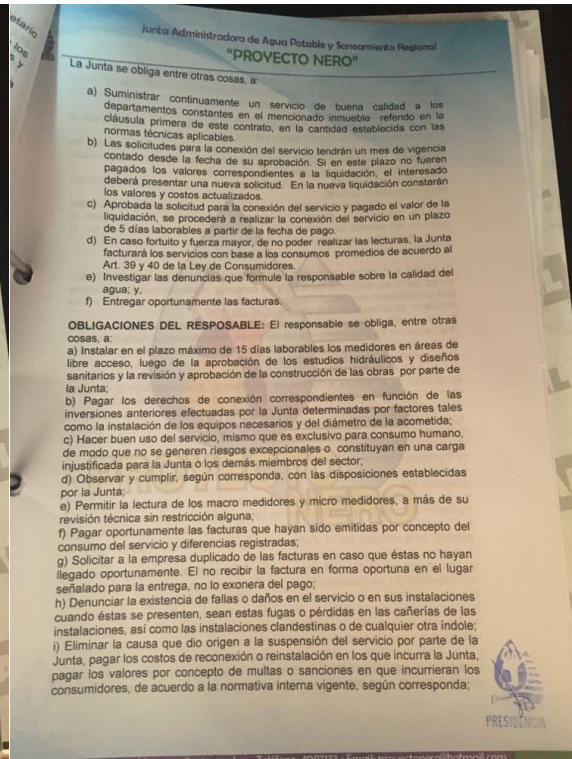 etario
los
s y
Junta Administradora de Agua Potable y Saneamiento Regional
"PROYECTO NERO"
La Junta se obliga entre otras cosas, a:
a) Suministrar continuamente un servicio de buena calidad a los
departamentos constantes en el mencionado inmueble referido en la
cláusula primera de este contrato, en la cantidad establecida con las
normas técnicas aplicables.
b) Las solicitudes para la conexión del servicio tendrán un mes de vigencia
contado desde la fecha de su aprobación. Si en este plazo no fueren
pagados los valores correspondientes a la liquidación, el interesado
deberá presentar una nueva solicitud. En la nueva liquidación constarán
los valores y costos actualizados.
c) Aprobada la solicitud para la conexión del servicio y pagado el valor de la
liquidación, se procederá a realizar la conexión del servicio en un plazo
de 5 días laborables a partir de la fecha de pago.
d) En caso fortuito y fuerza mayor, de no poder realizar las lecturas, la Junta
facturará los servicios con base a los consumos promedios de acuerdo al
Art. 39 y 40 de la Ley de Consumidores.
e) Investigar las denuncias que formule la responsable sobre la calidad del
agua; y,
f) Entregar oportunamente las facturas.
OBLIGACIONES DEL RESPOSABLE: El responsable se obliga, entre otras
cosas, a:
a) Instalar en el plazo máximo de 15 días laborables los medidores en áreas de
libre acceso, luego de la aprobación de los estudios hidráulicos y diseños
sanitarios y la revisión y aprobación de la construcción de las obras por parte de
la Junta;
b) Pagar los derechos de conexión correspondientes en función de las
inversiones anteriores efectuadas por la Junta determinadas por factores tales
como la instalación de los equipos necesarios y del diámetro de la acometida;
c) Hacer buen uso del servicio, mismo que es exclusivo para consumo humano,
de modo que no se generen riesgos excepcionales o constituyan en una carga
injustificada para la Junta o los demás miembros del sector;
d) Observar y cumplir, según corresponda, con las disposiciones establecidas
por la Junta;
e) Permitir la lectura de los macro medidores y micro medidores, a más de su
revisión técnica sin restricción alguna;
f) Pagar oportunamente las facturas que hayan sido emitidas por concepto del
consumo del servicio y diferencias registradas;
g) Solicitar a la empresa duplicado de las facturas en caso que éstas no hayan
llegado oportunamente. El no recibir la factura en forma oportuna en el lugar
señalado para la entrega, no lo exonera del pago;
h) Denunciar la existencia de fallas o daños en el servicio o en sus instalaciones
cuando éstas se presenten, sean estas fugas o pérdidas en las cañerías de las
instalaciones, así como las instalaciones clandestinas o de cualquier otra índole;
i) Eliminar la causa que dio origen a la suspensión del servicio por parte de la
Junta, pagar los costos de reconexión o reinstalación en los que incurra la Junta,
pagar los valores por concepto de multas o sanciones en que incurrieran los
consumidores, de acuerdo a la normativa interna vigente, según corresponda;
PRESIDENCIA